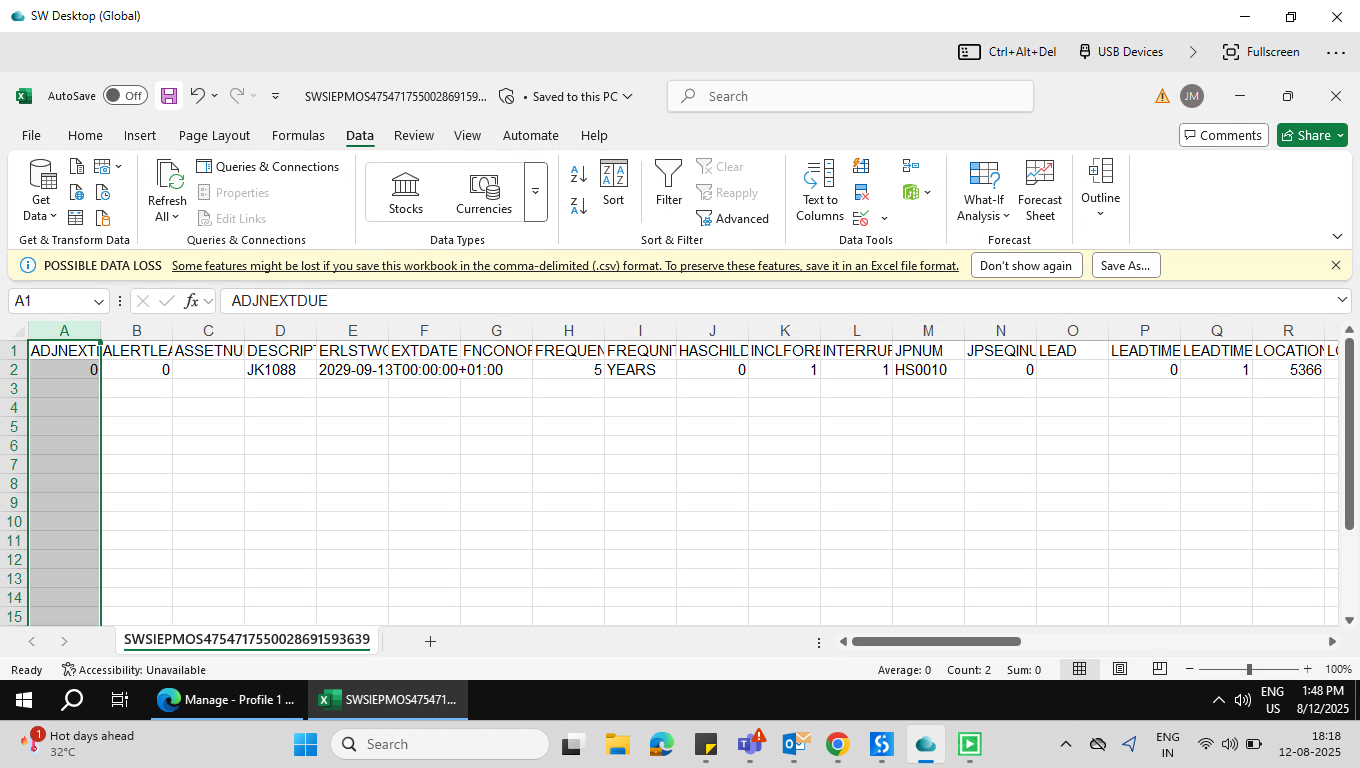 SW Desktop (Global)
Ctrl+Alt+Del USB Devices Fullscreen
AutoSave Off SWSIEPMOS475471755002869159... • Saved to this PC Search JM
File Home Insert Page Layout Formulas Data Review View Automate Help Comments Share
Get Data Refresh All Queries & Connections Properties Edit Links Stocks Currencies Sort Filter Clear Reapply Advanced Text to Columns What-If Analysis Forecast Sheet Outline
Get & Transform Data Queries & Connections Data Types Sort & Filter Data Tools Forecast
POSSIBLE DATA LOSS Some features might be lost if you save this workbook in the comma-delimited (.csv) format. To preserve these features, save it in an Excel file format. Don't show again Save As...
A1 fx ADJNEXTDUE
A B C D E F G H I J K L M N O P Q R
1 ADJNEXTD ALERTLEA ASSETNU DESCRIPT ERLSTWO EXTDATE FNCONOF FREQUEN FREQUNIT HASCHILD INCLFORE INTERRUP JPNUM JPSEQINU LEAD LEADTIME LEADTIME LOCATION LO
2 0 0 JK1088 2029-09-13T00:00:00+01:00 5 YEARS 0 1 1 HS0010 0 0 1 5366
3
4
5
6
7
8
9
10
11
12
13
14
15
SWSIEPMOS4754717550028691593639
Ready Accessibility: Unavailable Average: 0 Count: 2 Sum: 0 100%
Manage - Profile 1 ... SWSIEPMOS475471... ENG US 1:48 PM 8/12/2025
1 Hot days ahead 32°C Search ENG IN 18:18 12-08-2025